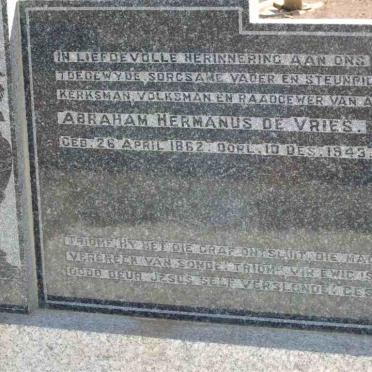 IN LIEFDEVOLLE HERINNERING AAN ONS
TOEGEWYDE SORGSAME VADER EN STEUNPIL
KERKSMAN VOLKSMAN EN RAADGEWER VAN A
ABRAHAM HERMANUS DE VRIES.
GEB. 26 APRIL 1862. OORL. 10 DES. 1943.
TRIOMF, HY HET DIE GRAF ONTSLUIT, DIE MAG
VERBREEK VAN SONDE! TRIOMF, VIR EWIG IS
DOOD DEUR JESUS SELF VERSLONDE! GES